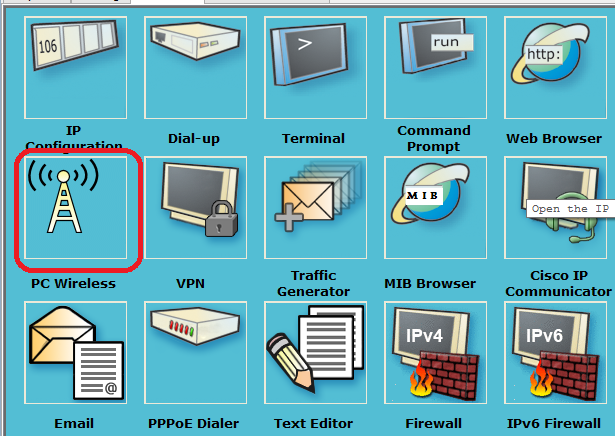 106
>
run
http:
IP
Configuration
Dial-up
Terminal
Command
Prompt
Web Browser
MIB
Open the IP
PC Wireless
VPN
Traffic
Generator
MIB Browser
Cisco IP
Communicator
@
IPv4
IPv6
Email
PPPoE Dialer
Text Editor
Firewall
IPv6 Firewall